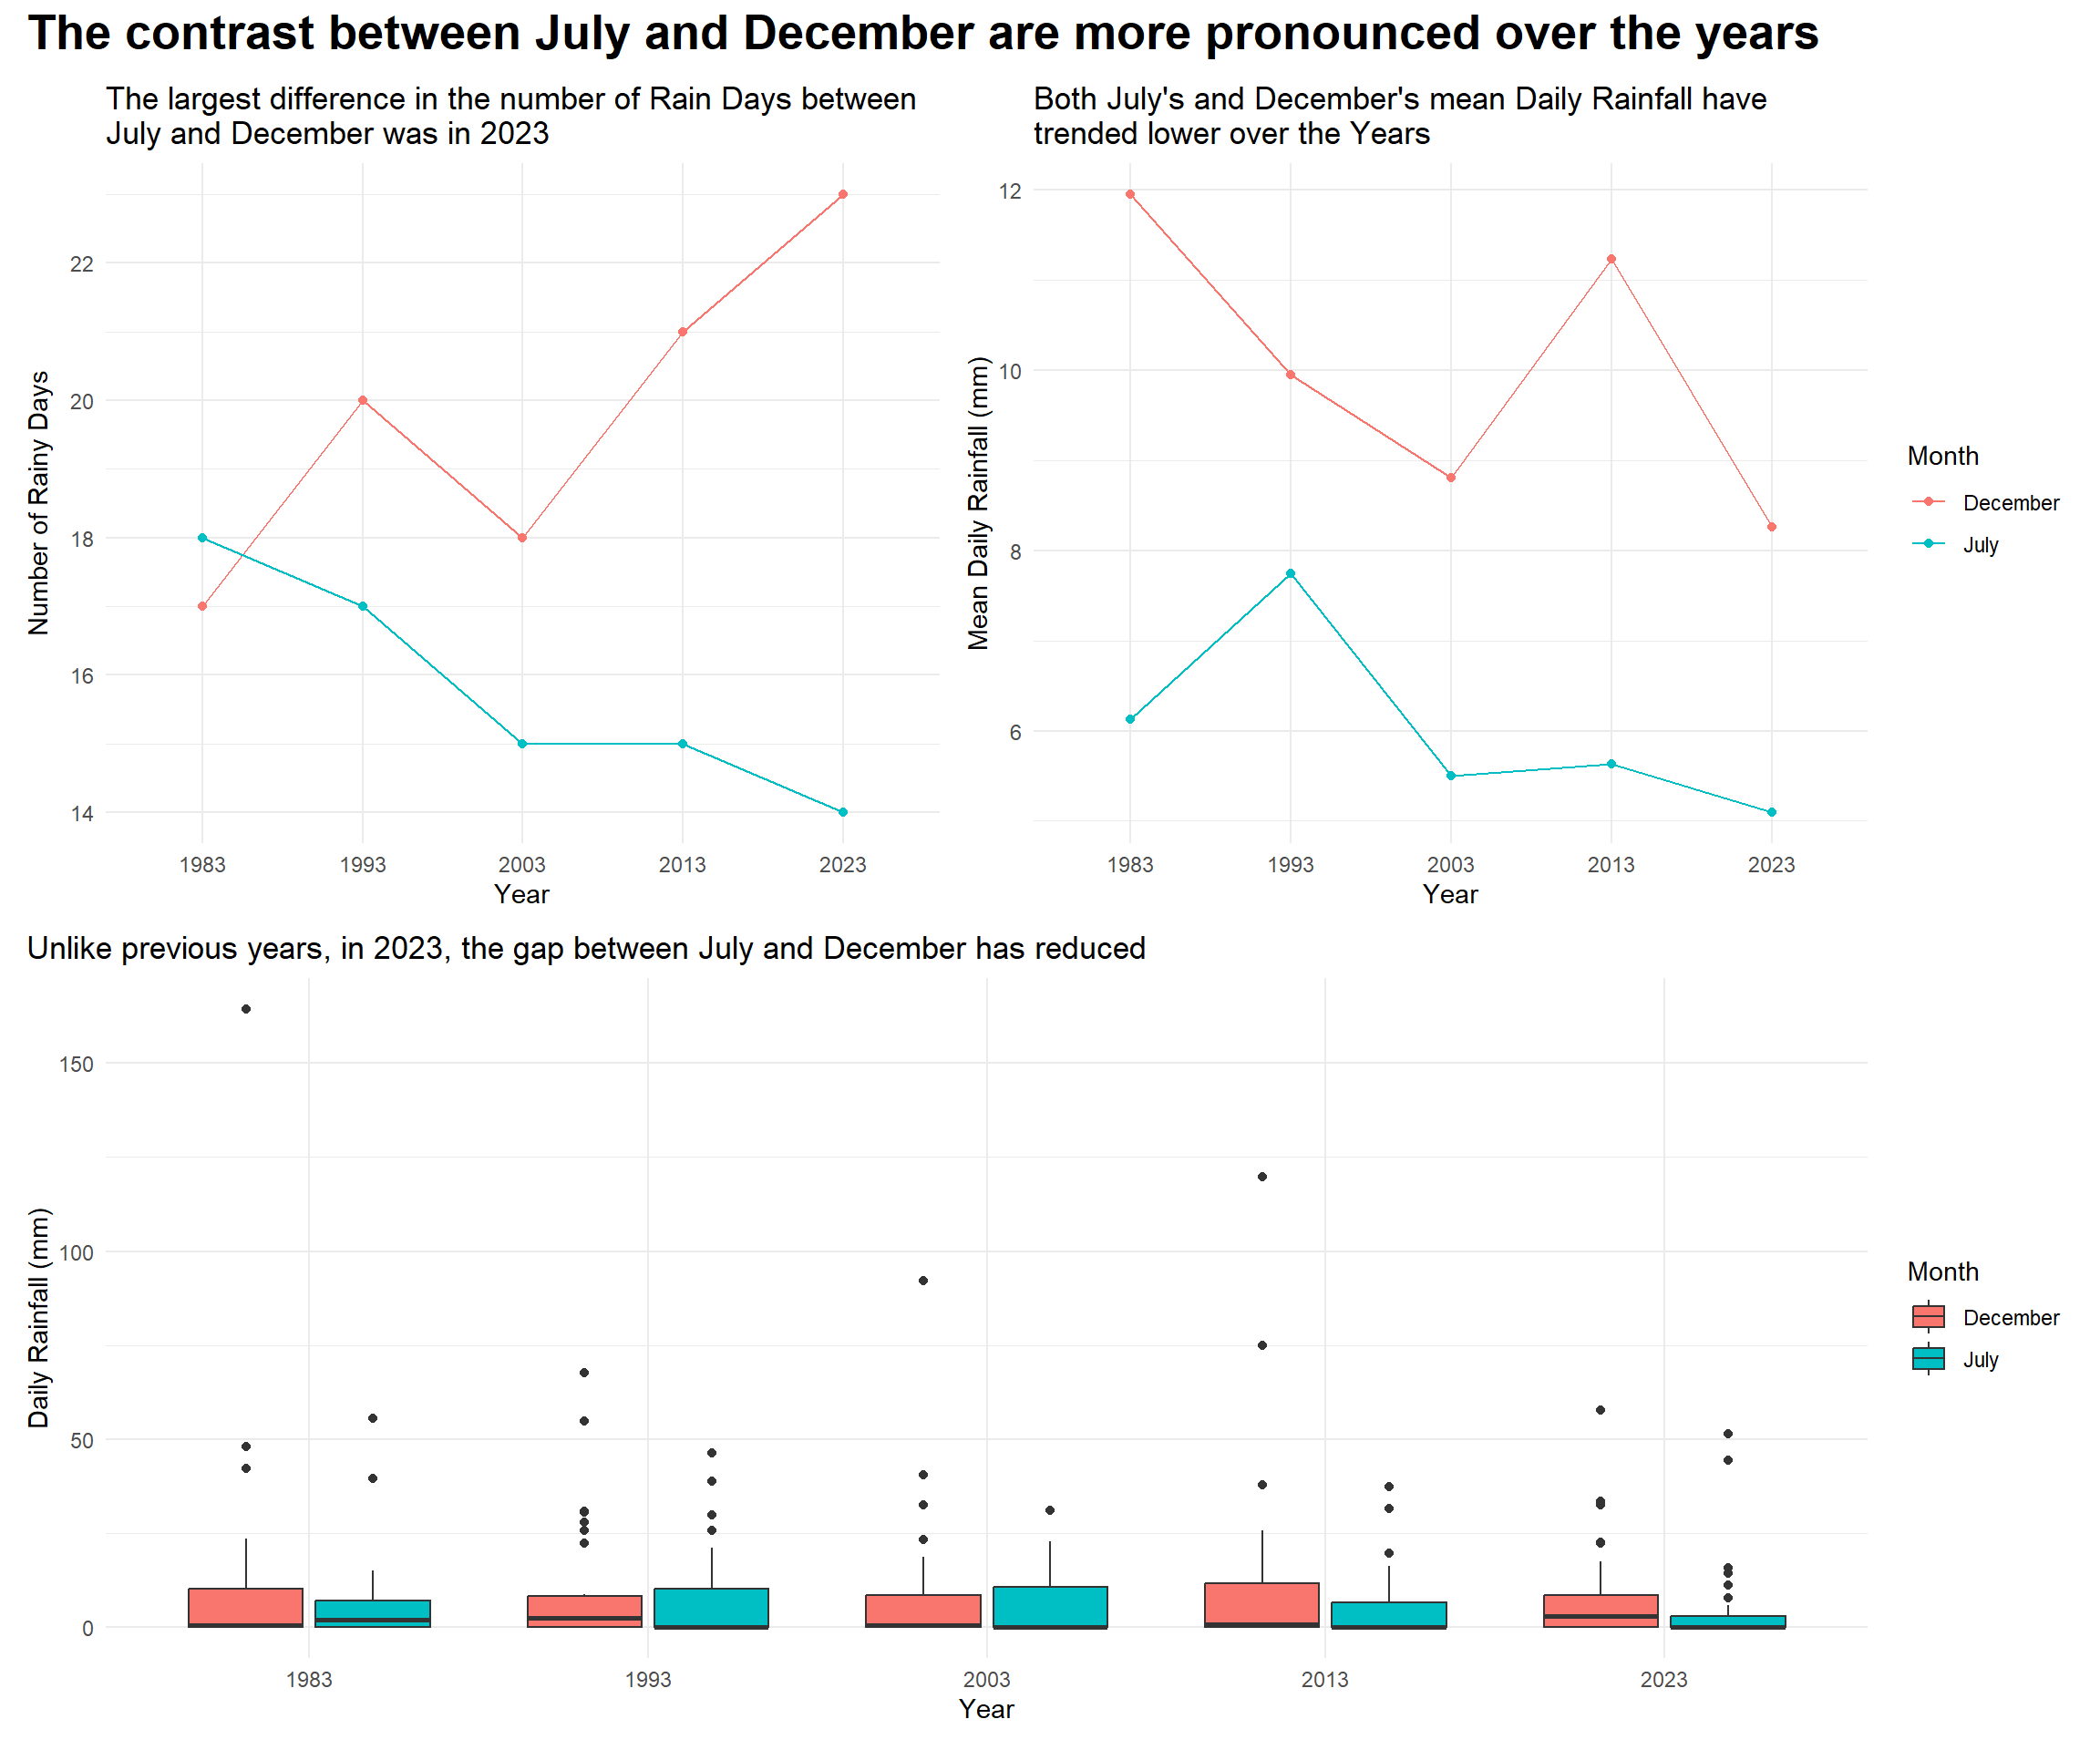 The contrast between July and December are more pronounced over the years
The largest difference in the number of Rain Days between
July and December was in 2023
Number of Rainy Days
22
20
18
16
14
1983 1993 2003 2013 2023
Year
Both July's and December's mean Daily Rainfall have
trended lower over the Years
Mean Daily Rainfall (mm)
12
10
8
6
1983 1993 2003 2013 2023
Year
Month
December
July
Unlike previous years, in 2023, the gap between July and December has reduced
Daily Rainfall (mm)
150
100
50
0
1983 1993 2003 2013 2023
Year
Month
December
July